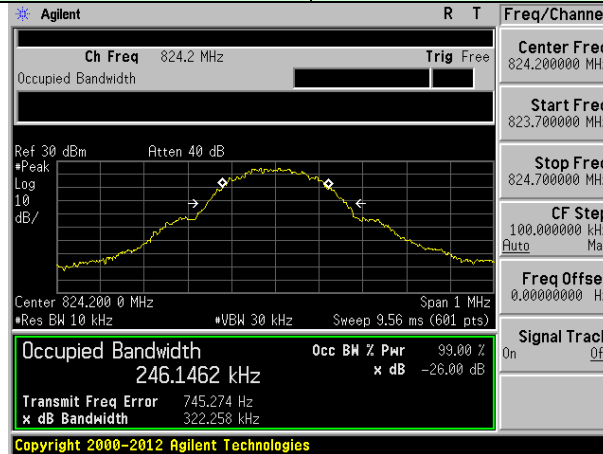 Agilent R T
Freq/Channe
Ch Freq 824.2 MHz Trig Free
Occupied Bandwidth
Center Freq
824.200000 MH
Start Freq
823.700000 MH
Stop Freq
824.700000 MH
CF Step
100.000000 kH
Auto Ma
Freq Offse
0.00000000 H
Signal Track
On Of
Ref 30 dBm Atten 40 dB
#Peak
Log
10
dB/
Center 824.200 0 MHz Span 1 MHz
#Res BW 10 kHz #VBW 30 kHz Sweep 9.56 ms (601 pts)
Occupied Bandwidth Occ BW % Pwr 99.00 %
246.1462 kHz x dB -26.00 dB
Transmit Freq Error 745.274 Hz
x dB Bandwidth 322.258 kHz
Copyright 2000-2012 Agilent Technologies